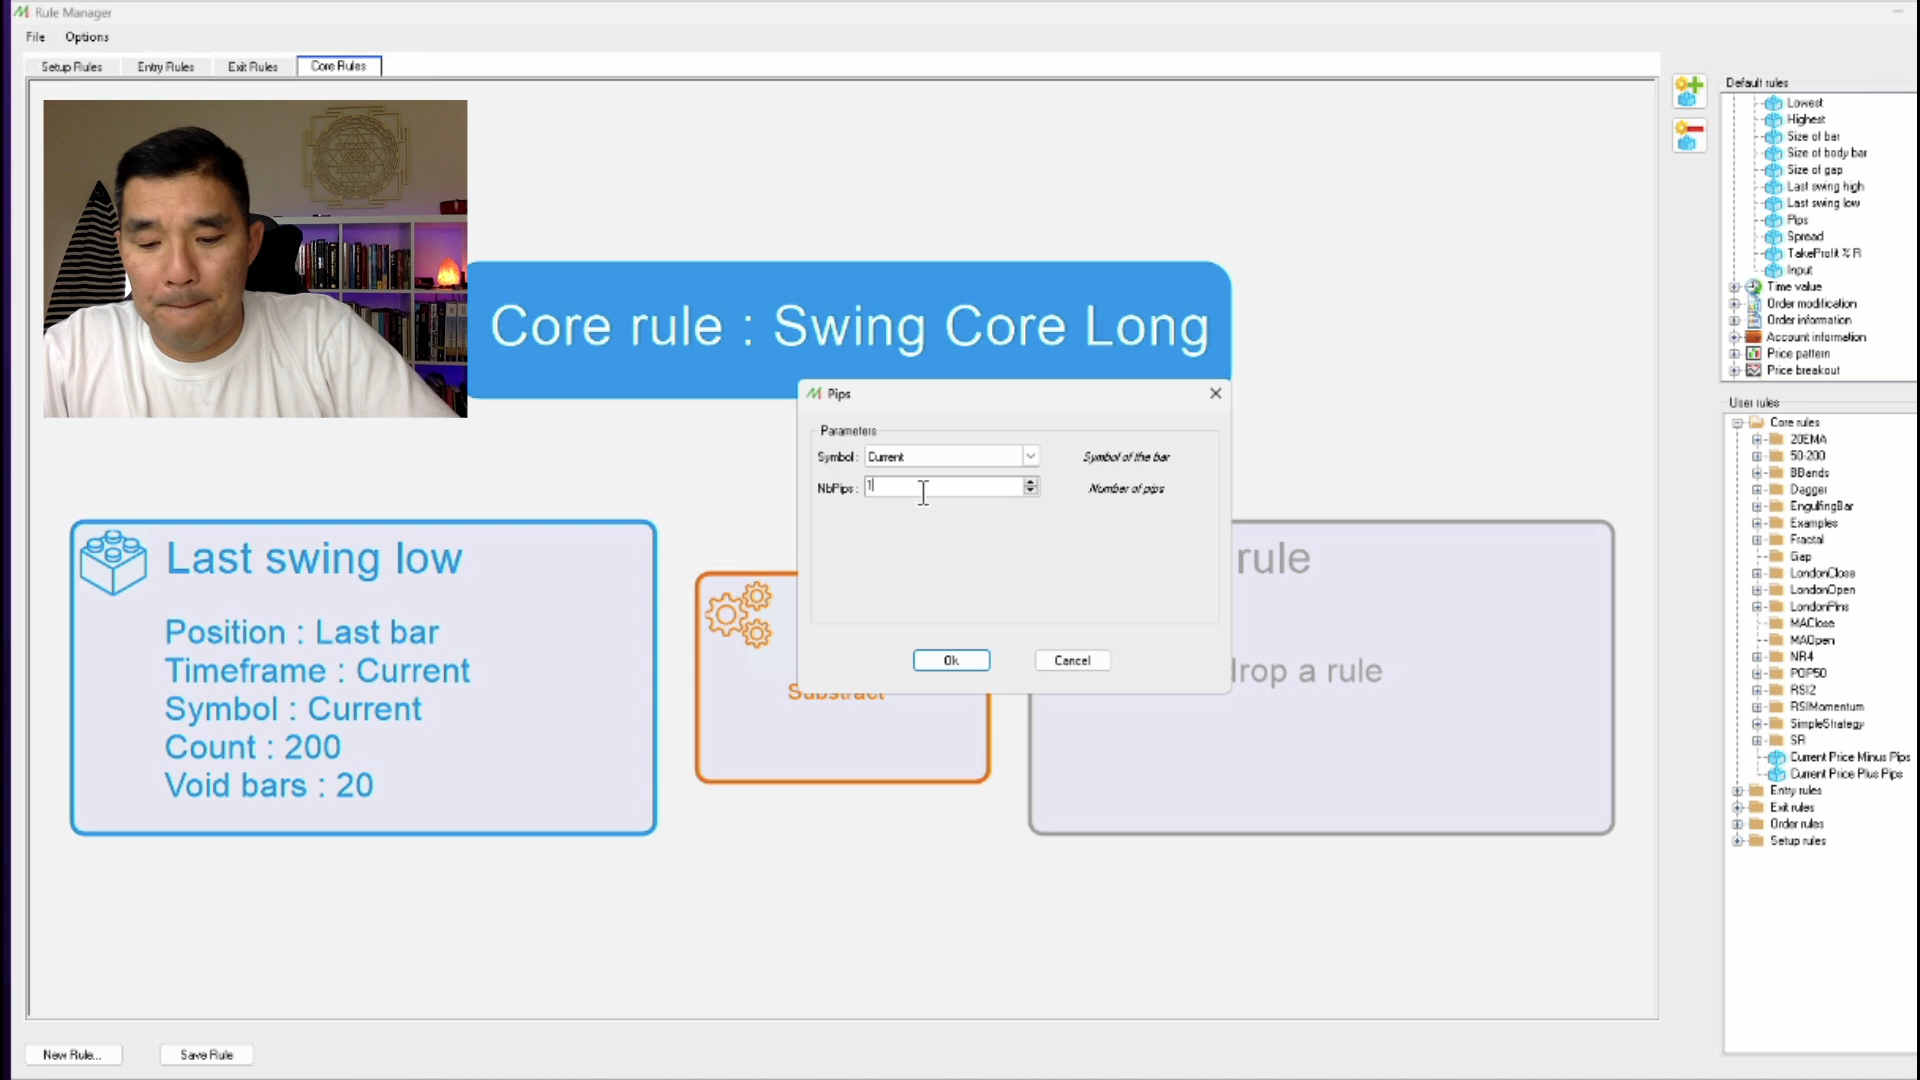 Rule Manager
File Options
Setup Rules Entry Rules Exit Rules Core Rules
Default rules
Lowest
Highest
Size of bar
Size of body bar
Size of gap
Last swing high
Last swing low
Pips
Spread
TakeProfit % R
Input
Time value
Order modification
Order information
Account information
Price pattern
Price breakout
Core rule : Swing Core Long
Pips
Parameters
Symbol : Current Symbol of the bar
NbPips : 1 Number of pips
Ok Cancel
Last swing low
Position : Last bar
Timeframe : Current
Symbol : Current
Count : 200
Void bars : 20
Substract
rule
drop a rule
User rules
Core rules
20EMA
50-200
BBands
Dagger
EngulfingBar
Examples
Fractal
Gap
LondonClose
LondonOpen
LondonPins
MAClose
MAOpen
NR4
POP50
RSI2
RSIMomentum
SimpleStrategy
SR
Current Price Minus Pips
Current Price Plus Pips
Entry rules
Exit rules
Order rules
Setup rules
New Rule... Save Rule